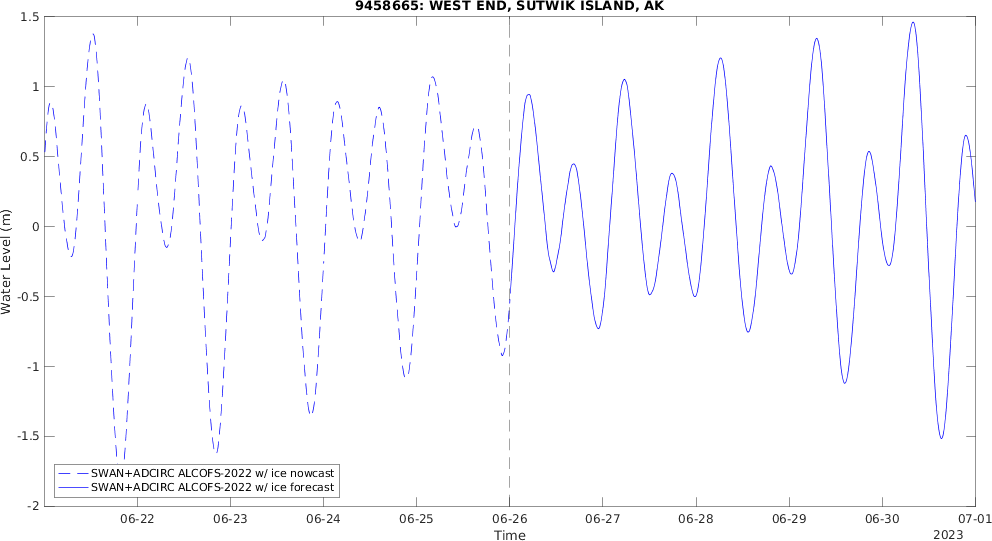 9458665: WEST END, SUTWIK ISLAND, AK
1.5
1
0.5
0
-0.5
-1
-1.5
-2
Water Level (m)
SWAN+ADCIRC ALCOFS-2022 w/ ice nowcast
SWAN+ADCIRC ALCOFS-2022 w/ ice forecast
06-22 06-23 06-24 06-25 06-26 06-27 06-28 06-29 06-30 07-01
Time
2023